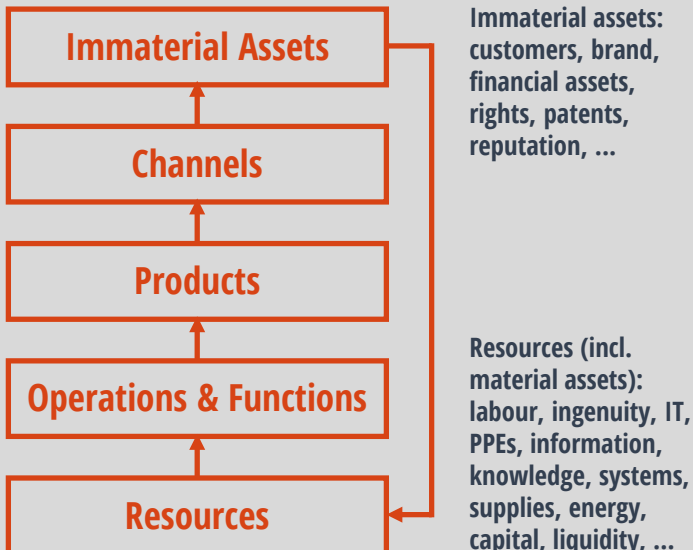 Immaterial Assets
Channels
Products
Operations & Functions
Resources
Immaterial assets:
customers, brand,
financial assets,
rights, patents,
reputation, ...
Resources (incl.
material assets):
labour, ingenuity, IT,
PPEs, information,
knowledge, systems,
supplies, energy,
capital, liquidity, ...